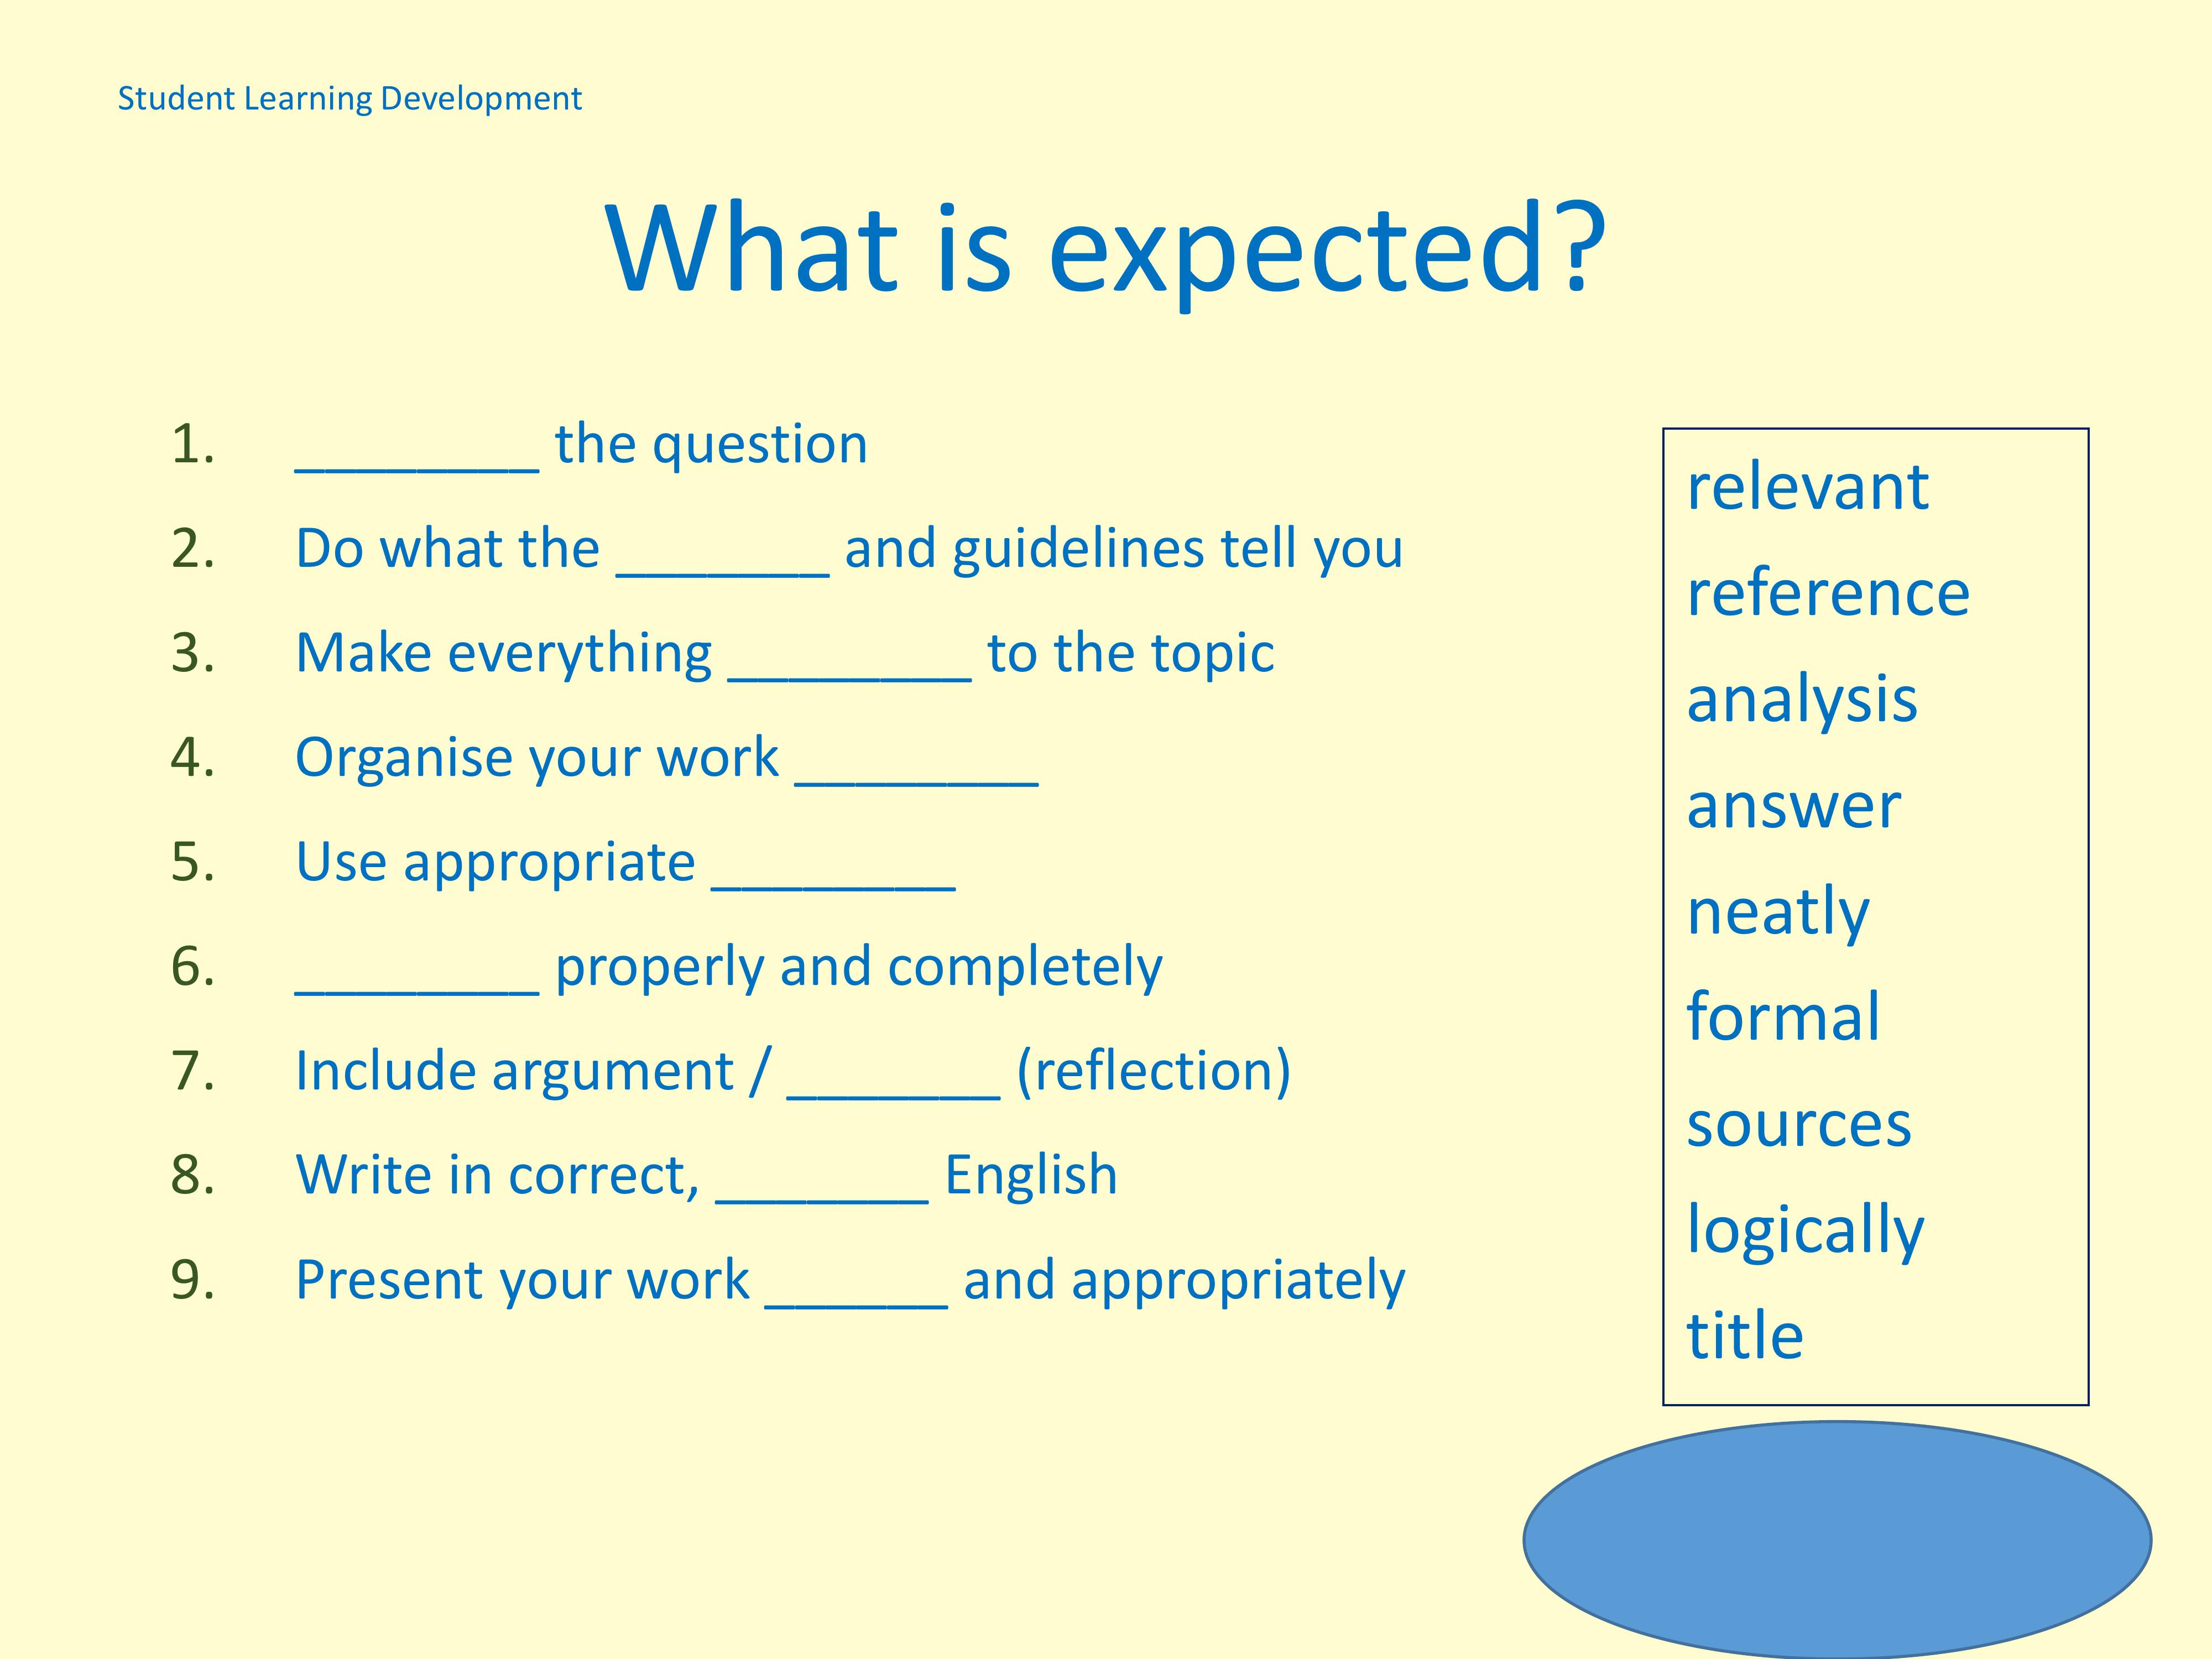 Student Learning Development
What is expected?
1. ________ the question
2. Do what the _______ and guidelines tell you
3. Make everything ________ to the topic
4. Organise your work ________
5. Use appropriate ________
6. ________ properly and completely
7. Include argument / _______ (reflection)
8. Write in correct, _______ English
9. Present your work ______ and appropriately
relevant
reference
analysis
answer
neatly
formal
sources
logically
title